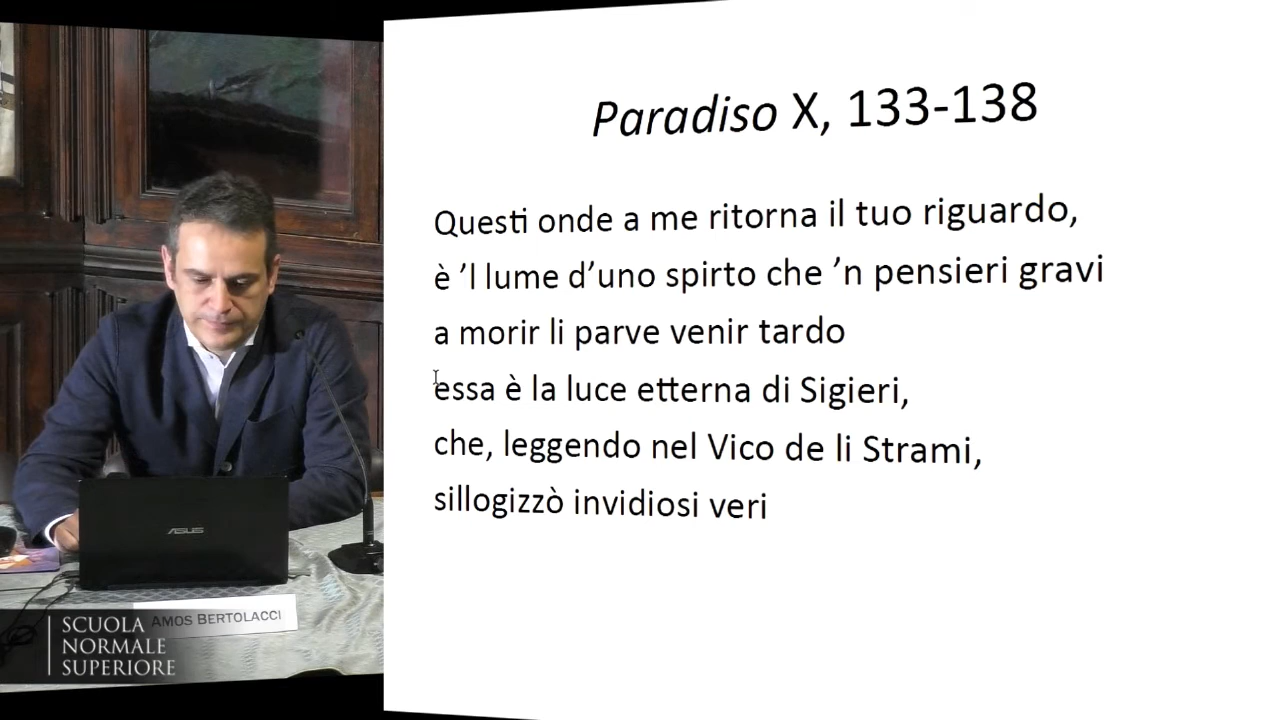 Paradiso X, 133-138
Questi onde a me ritorna il tuo riguardo,
è ’l lume d’uno spirto che ’n pensieri gravi
a morir li parve venir tardo
essa è la luce etterna di Sigieri,
che, leggendo nel Vico de li Strami,
sillogizzò invidiosi veri
ASUS
AMOS BERTOLACCI
SCUOLA
NORMALE
SUPERIORE